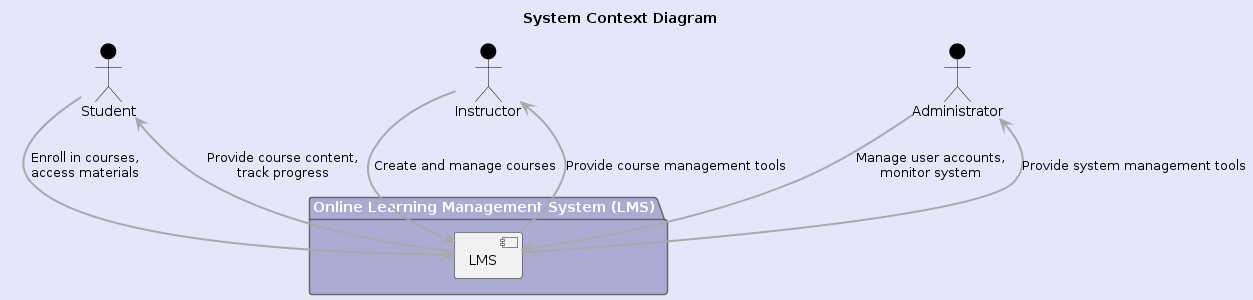 System Context Diagram
Student
Instructor
Administrator
Enroll in courses,
access materials
Provide course content,
track progress
Create and manage courses
Provide course management tools
Manage user accounts,
monitor system
Provide system management tools
Online Learning Management System (LMS)
LMS